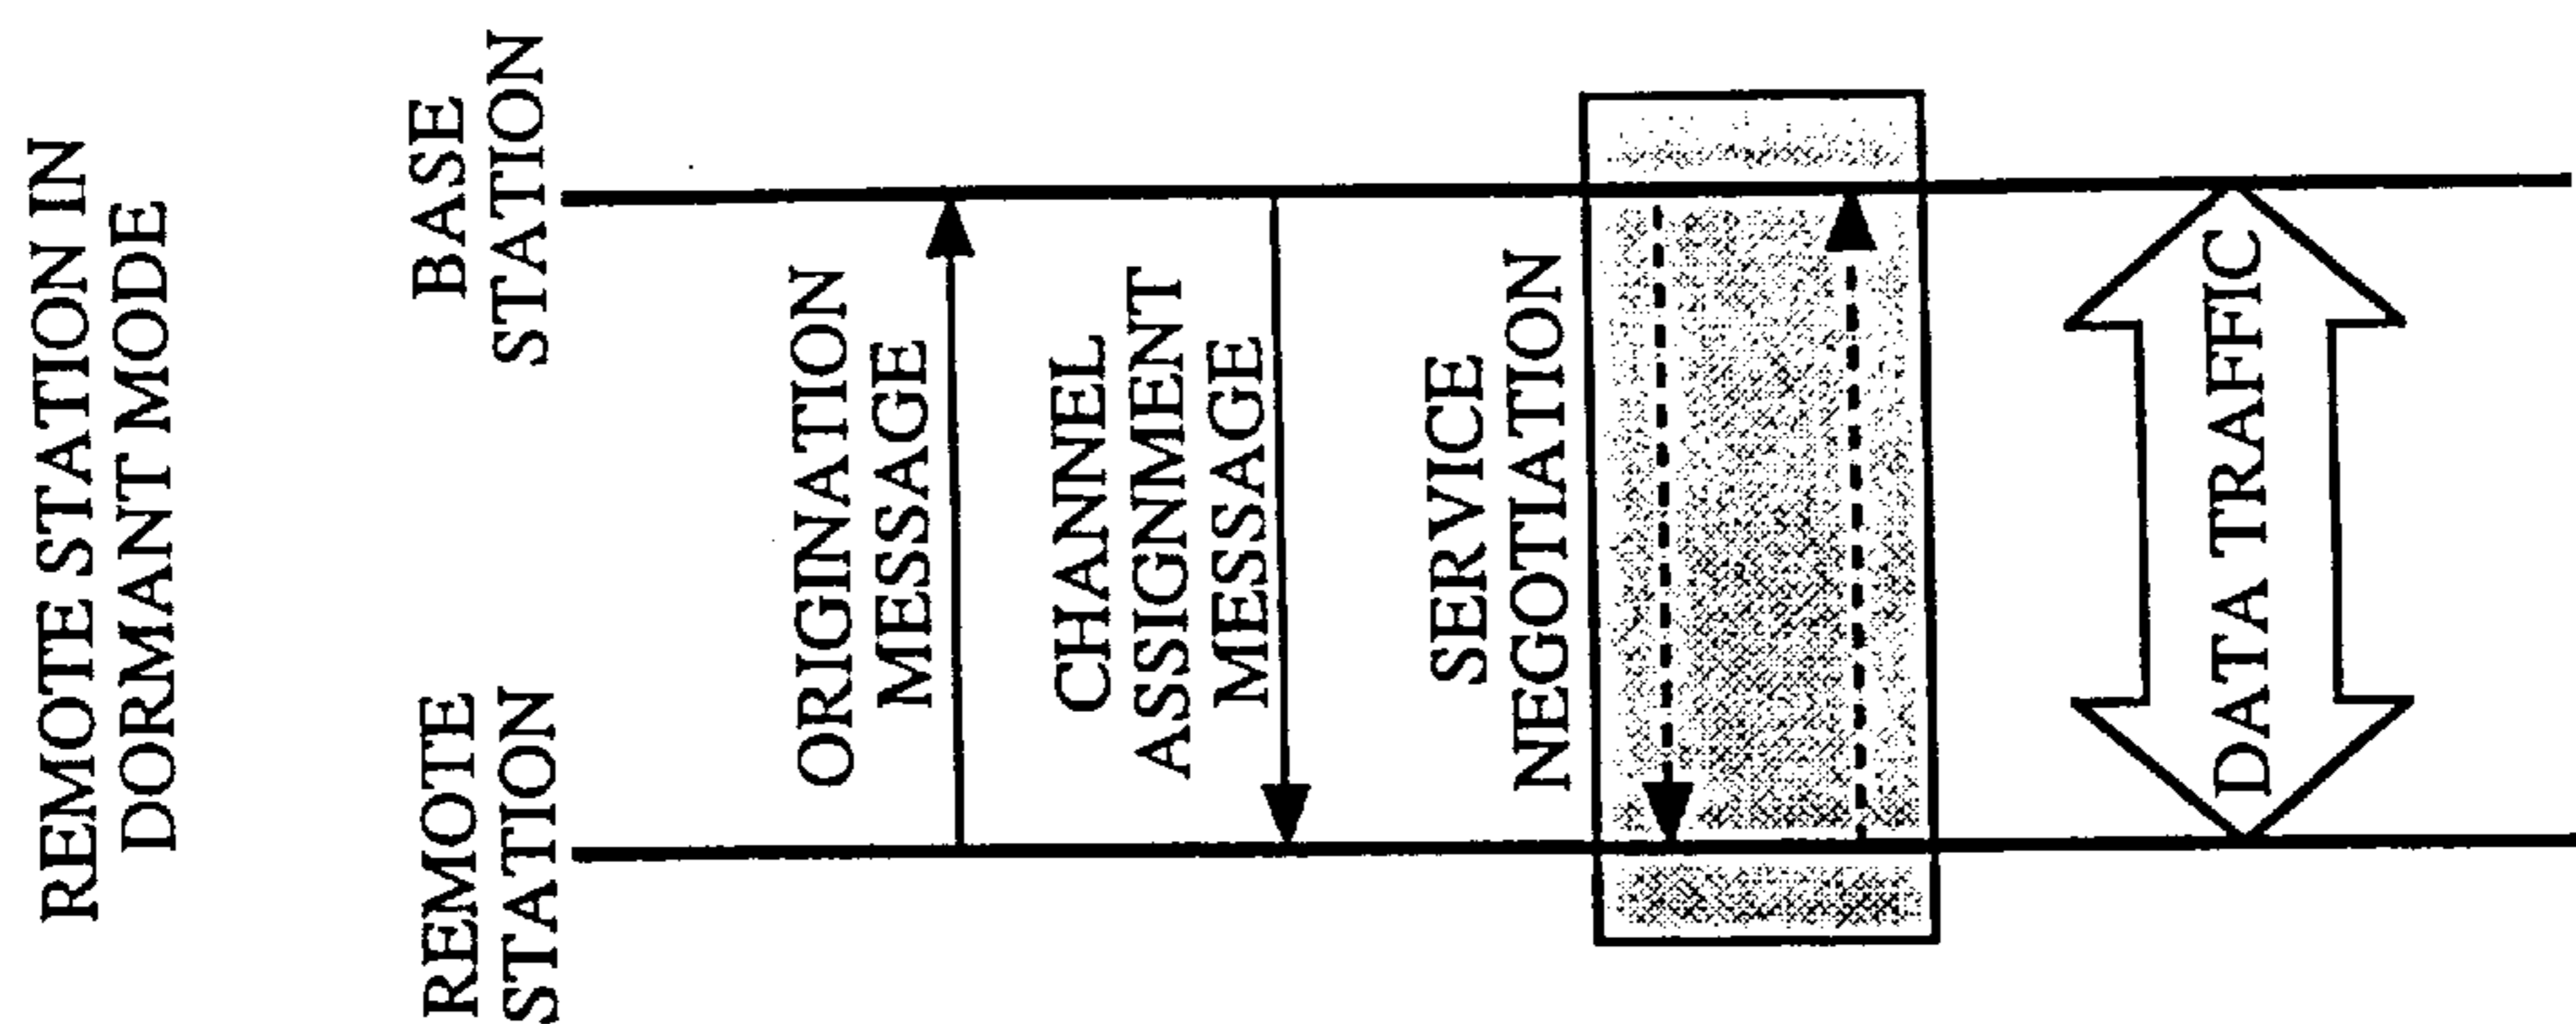 REMOTE STATION IN
DORMANT MODE
REMOTE
STATION
BASE
STATION
ORIGINATION
MESSAGE
CHANNEL
ASSIGNMENT
MESSAGE
SERVICE
NEGOTIATION
DATA TRAFFIC